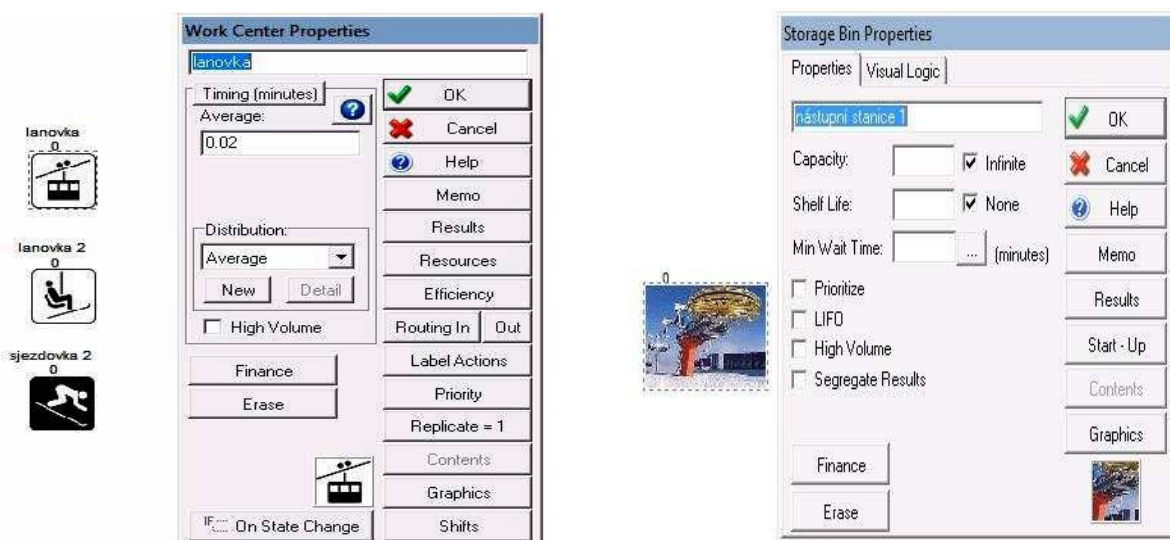 lanovka
0
lanovka 2
0
sjezdovka 2
0
Work Center Properties
lanovka
Timing (minutes)
Average:
0.02
Distribution:
Average
New Detail
High Volume
Finance
Erase
IF On State Change
OK
Cancel
Help
Memo
Results
Resources
Efficiency
Routing In Out
Label Actions
Priority
Replicate = 1
Contents
Graphics
Shifts
0
Storage Bin Properties
Properties Visual Logic
nástupní stanice 1
Capacity: Infinite
Shelf Life: None
Min Wait Time: ... (minutes)
Prioritize
LIFO
High Volume
Segregate Results
Finance
Erase
OK
Cancel
Help
Memo
Results
Start - Up
Contents
Graphics